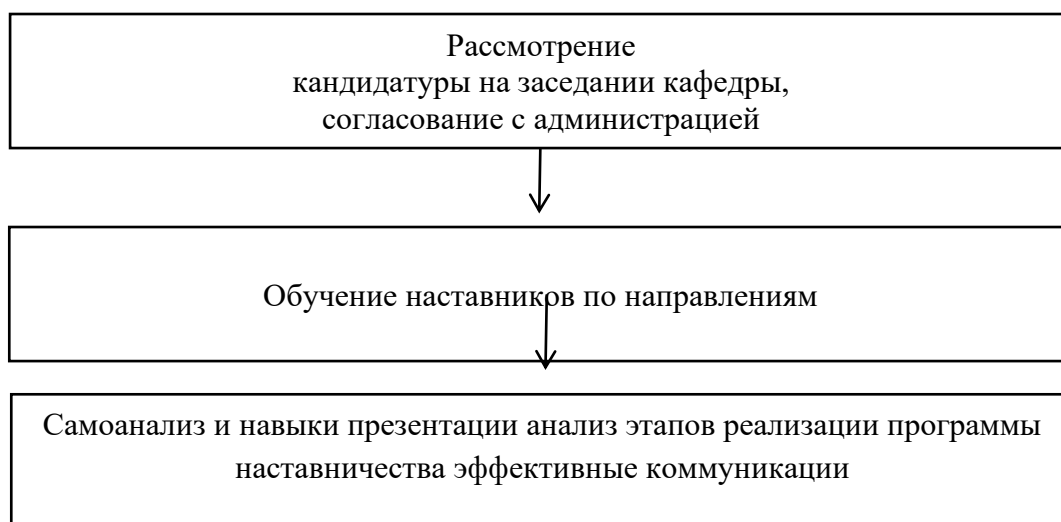 Рассмотрение
кандидатуры на заседании кафедры,
согласование с администрацией
Обучение наставников по направлениям
Самоанализ и навыки презентации анализ этапов реализации программы
наставничества эффективные коммуникации